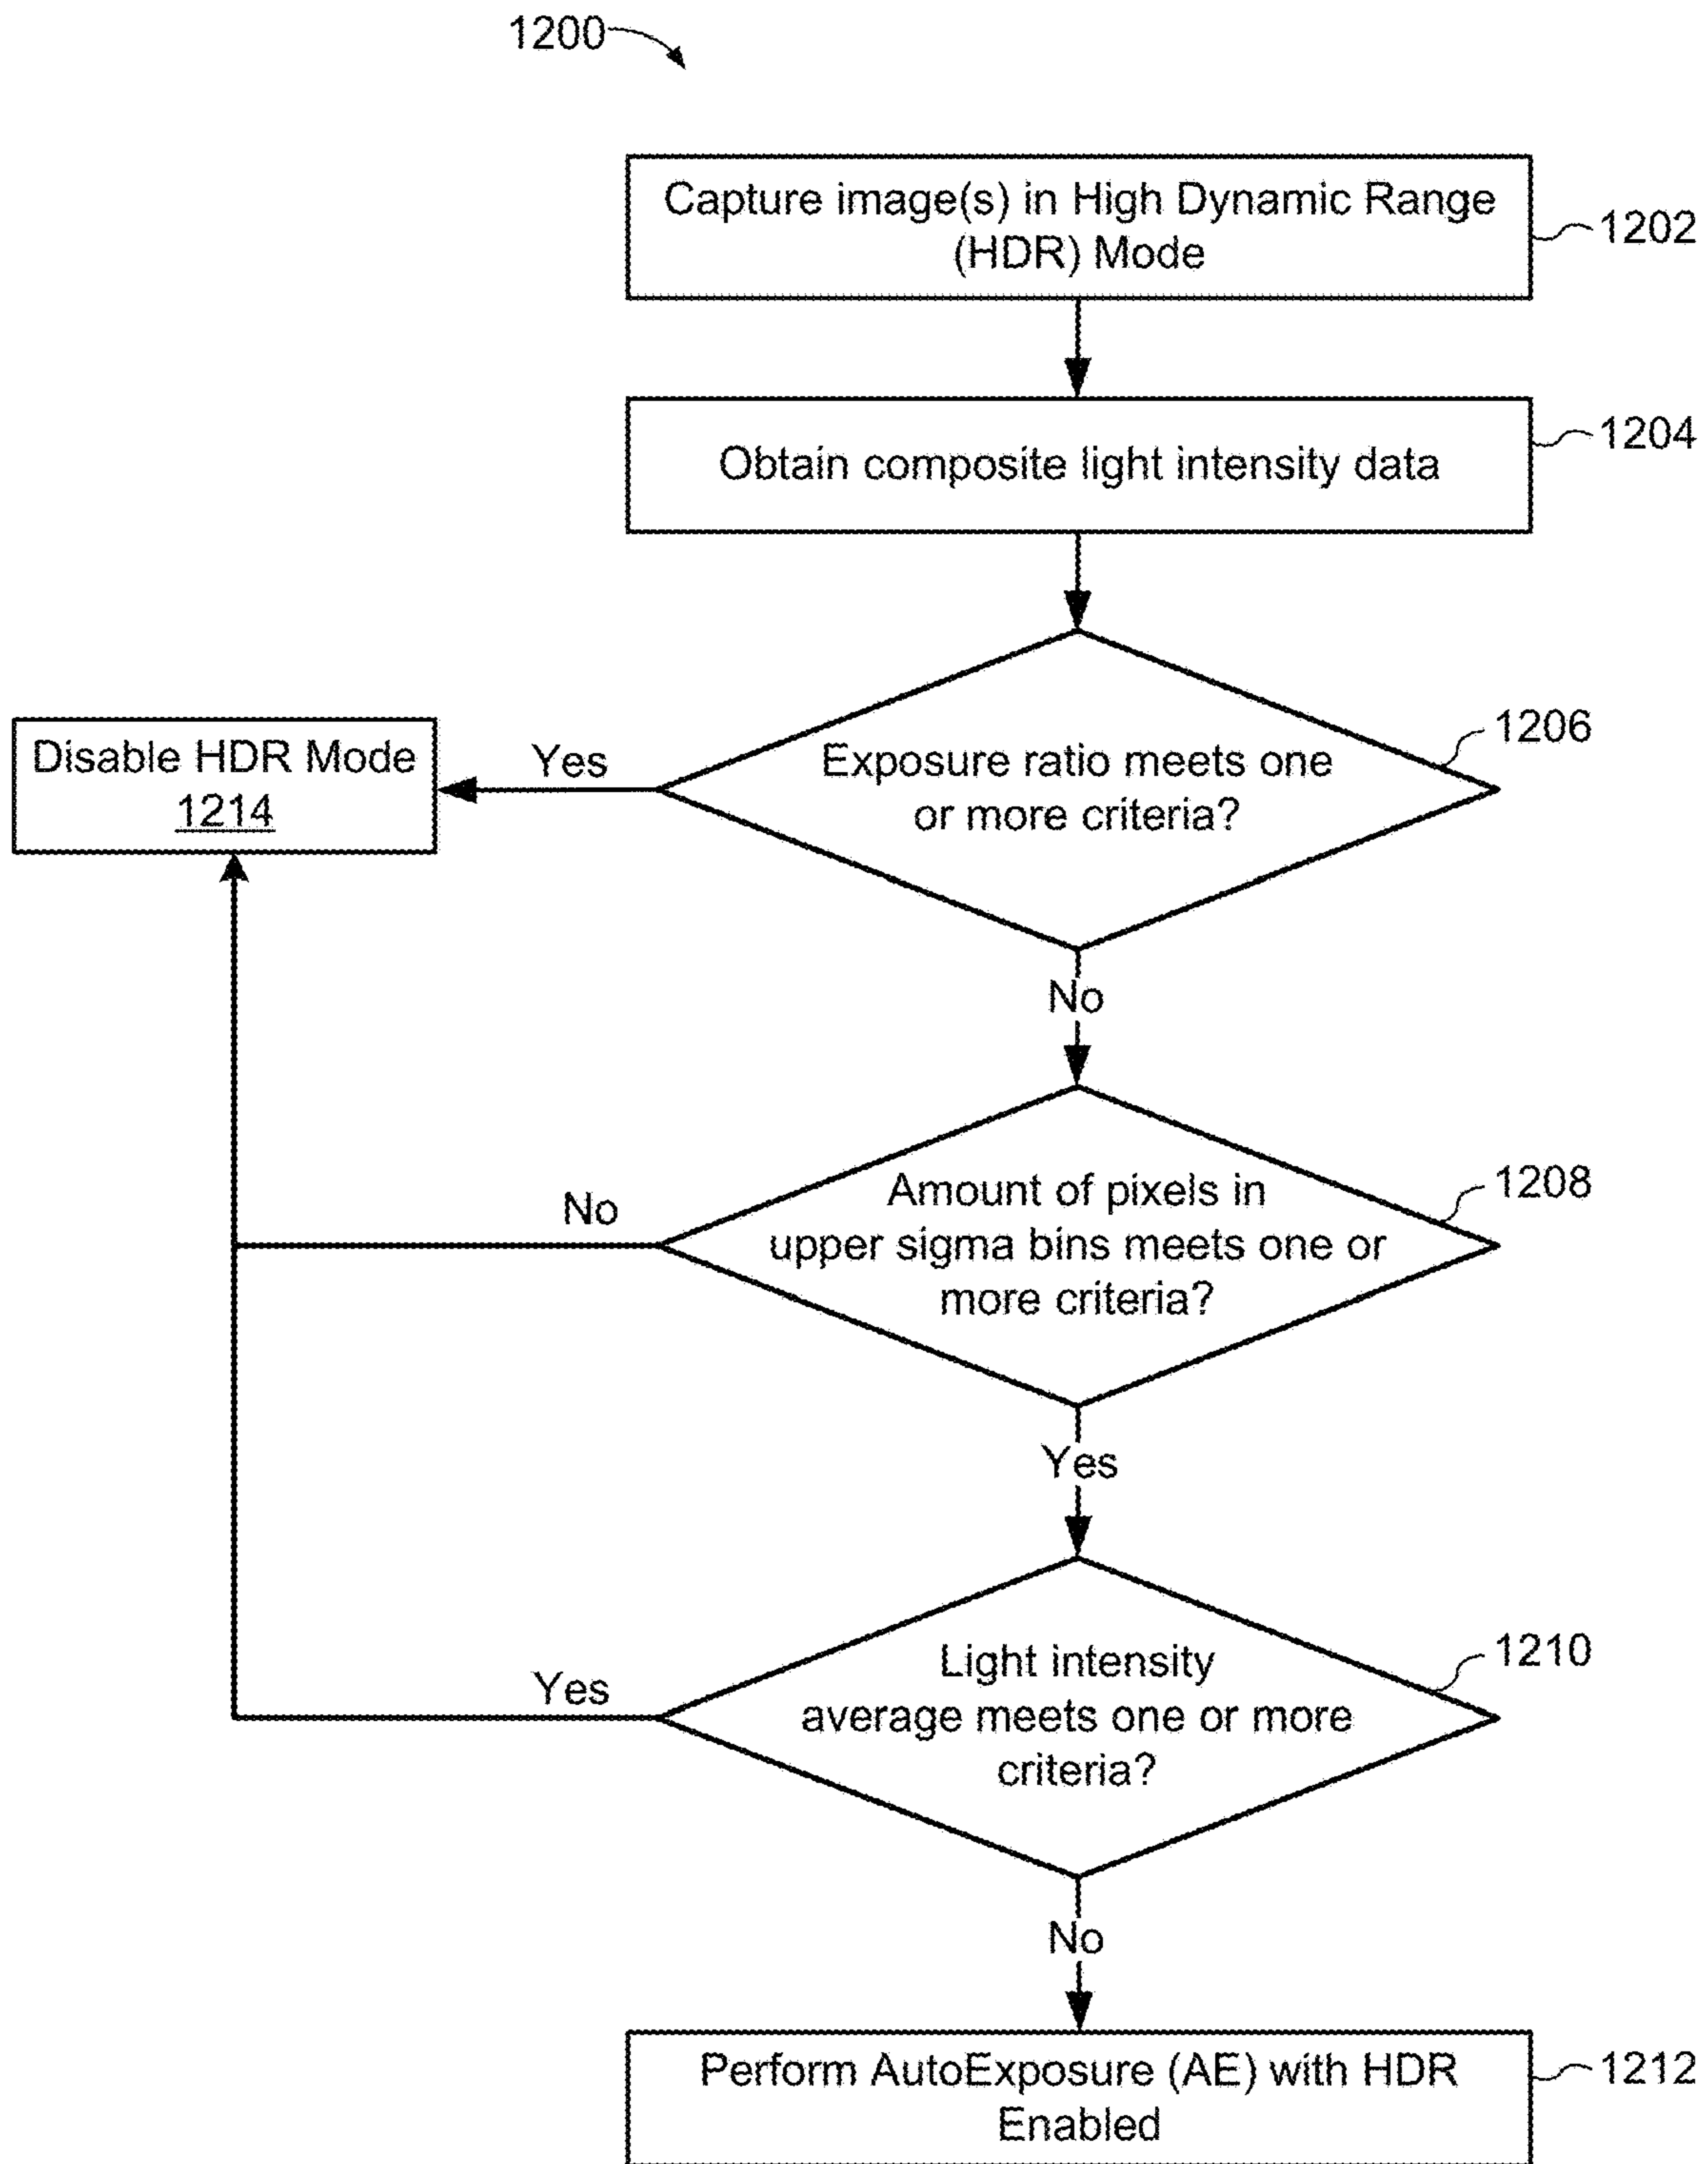 1200
Capture image(s) in High Dynamic Range
(HDR) Mode
1202
Obtain composite light intensity data
1204
Exposure ratio meets one
or more criteria?
1206
Yes
Disable HDR Mode
1214
No
Amount of pixels in
upper sigma bins meets one or
more criteria?
1208
No
Yes
Light intensity
average meets one or more
criteria?
1210
Yes
No
Perform AutoExposure (AE) with HDR
Enabled
1212